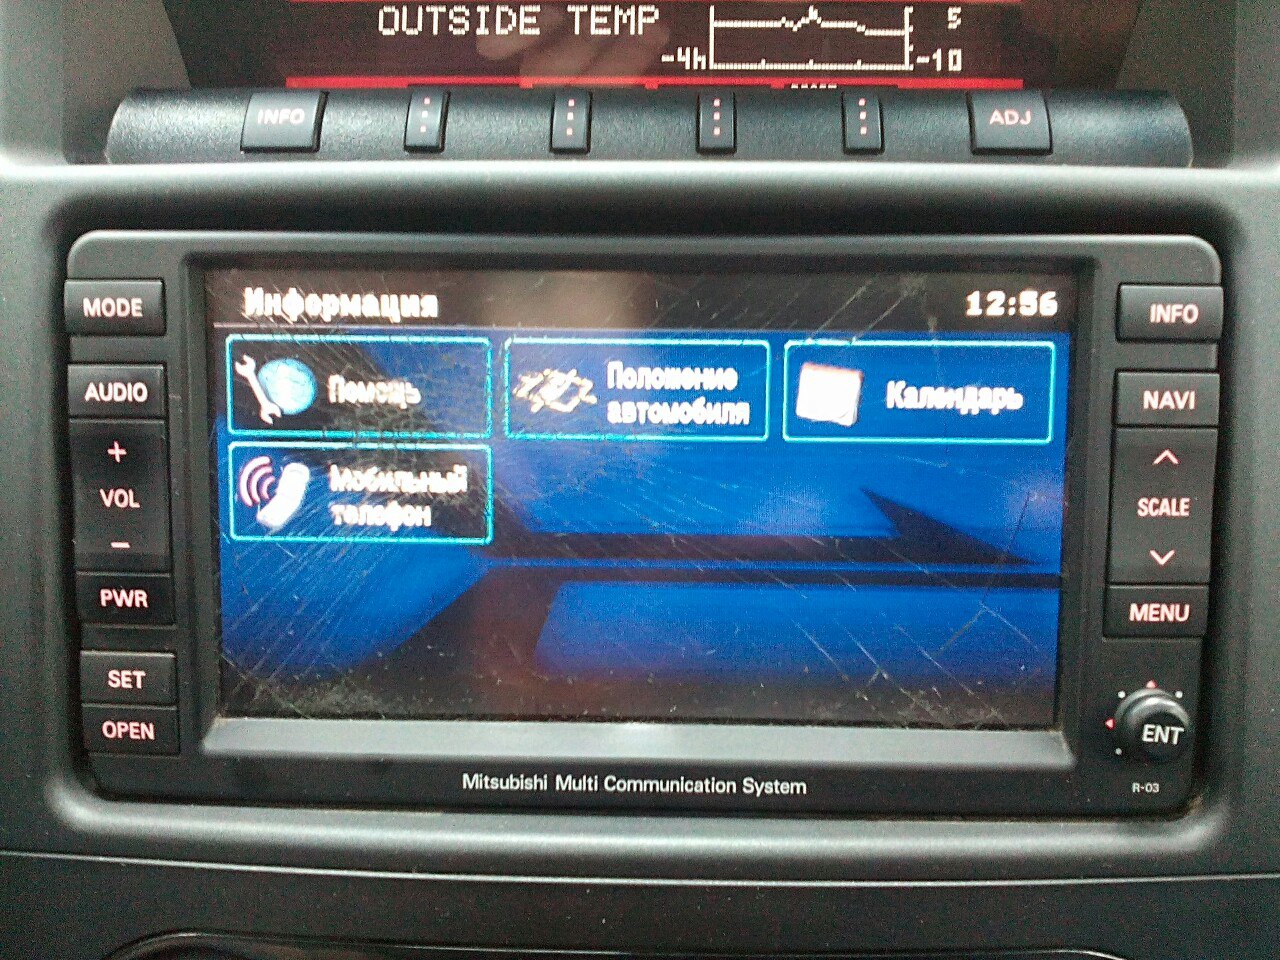 OUTSIDE TEMP
5
-4h
-10
INFO
ADJ
MODE
Информация
12:56
INFO
AUDIO
Помощь
Положение
автомобиля
Календарь
NAVI
+
VOL
−
Мобильный
телефон
SCALE
PWR
MENU
SET
OPEN
ENT
Mitsubishi Multi Communication System
R-03